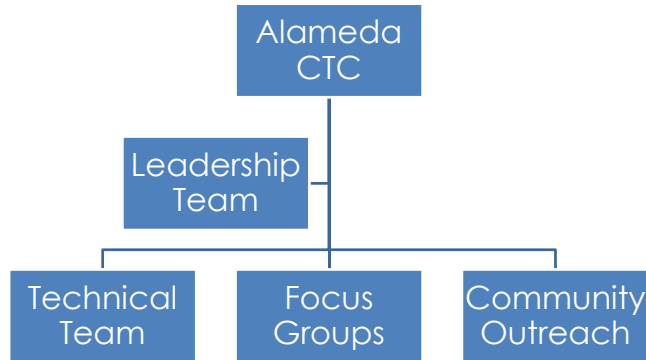 Alameda
CTC
Leadership
Team
Technical
Team
Focus
Groups
Community
Outreach